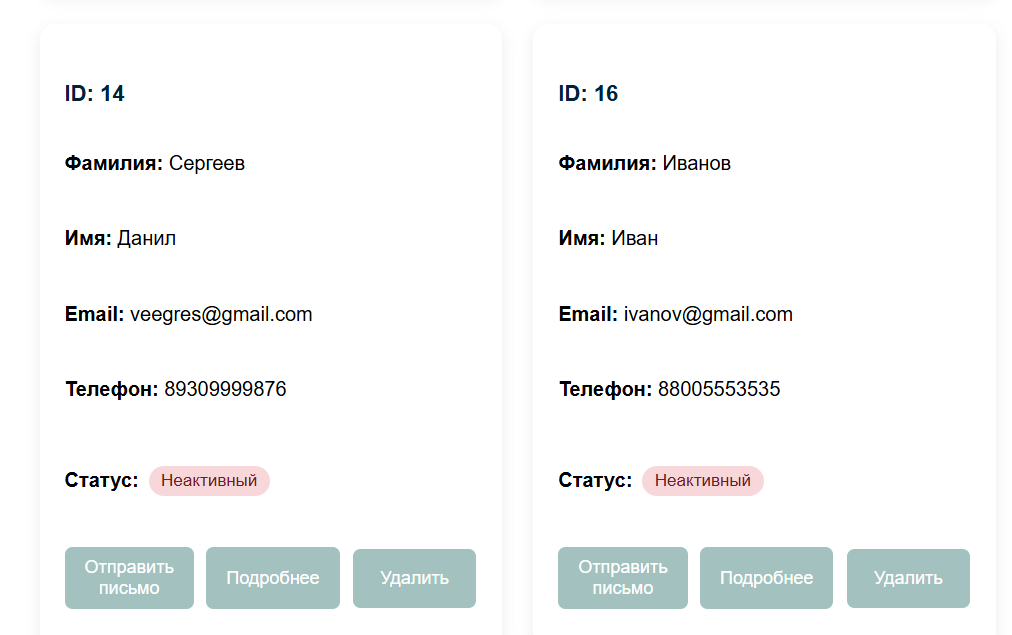 ID: 14
Фамилия: Сергеев
Имя: Данил
Email: veegres@gmail.com
Телефон: 89309999876
Статус: Неактивный
Отправить
письмо
Подробнее
Удалить
ID: 16
Фамилия: Иванов
Имя: Иван
Email: ivanov@gmail.com
Телефон: 88005553535
Статус: Неактивный
Отправить
письмо
Подробнее
Удалить